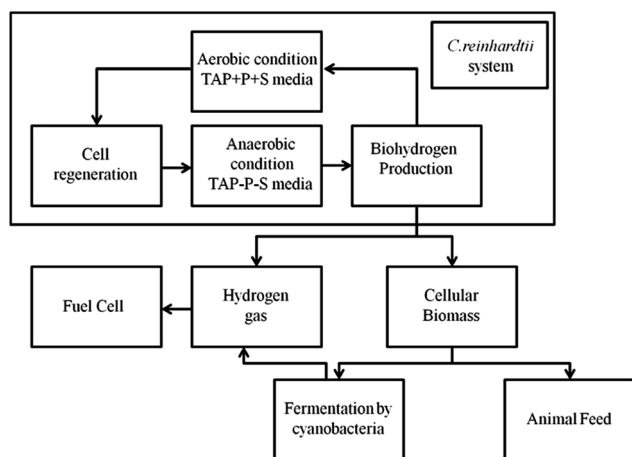 Aerobic condition
TAP+P+S media
C.reinhardtii
system
Cell
regeneration
Anaerobic
condition
TAP-P-S media
Biohydrogen
Production
Fuel Cell
Hydrogen
gas
Cellular
Biomass
Fermentation by
cyanobacteria
Animal Feed